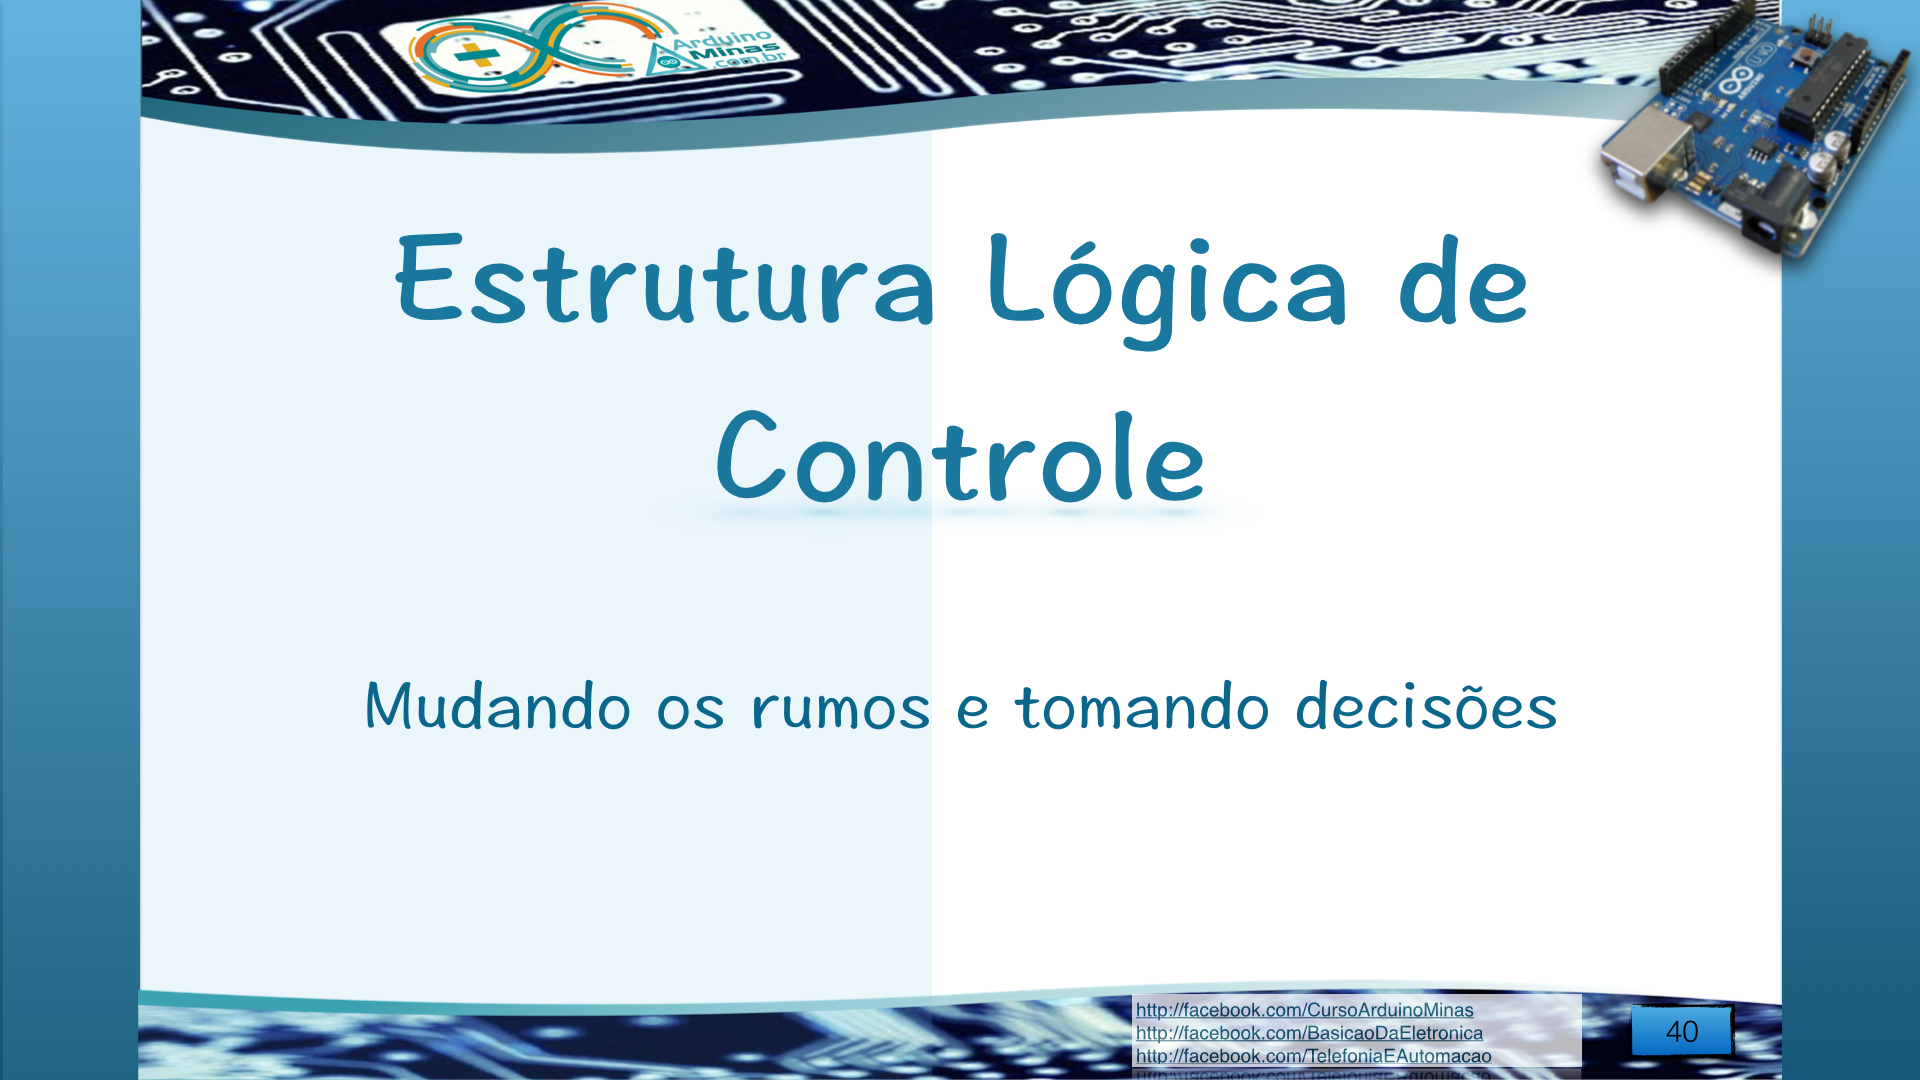 Arduino
Minas
.com.br
Estrutura Lógica de
Controle
Mudando os rumos e tomando decisões
http://facebook.com/CursoArduinoMinas
http://facebook.com/BasicaoDaEletronica
http://facebook.com/TelefoniaEAutomacao
40